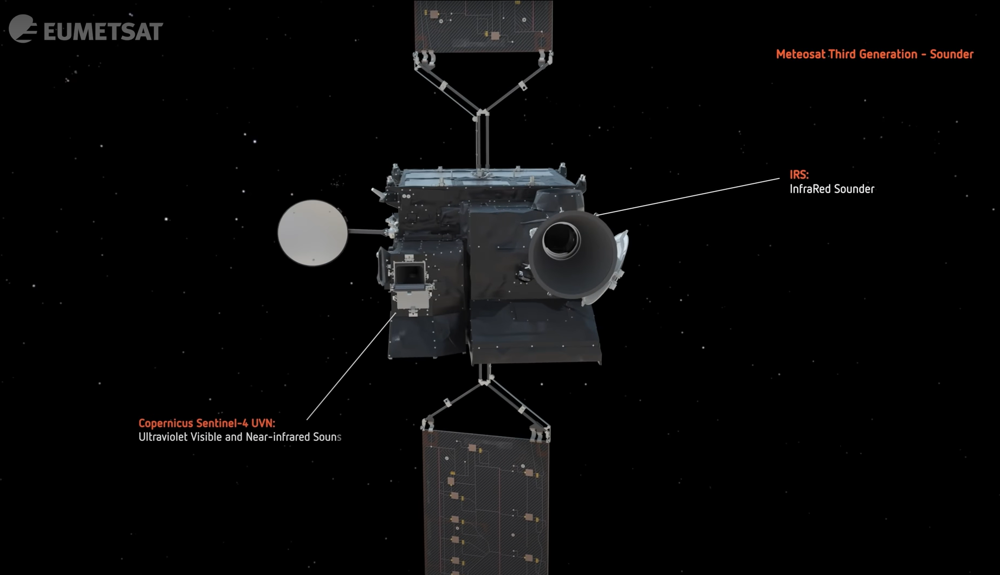 EUMETSAT
Meteosat Third Generation - Sounder
IRS:
InfraRed Sounder
Copernicus Sentinel-4 UVN:
Ultraviolet Visible and Near-infrared Souns